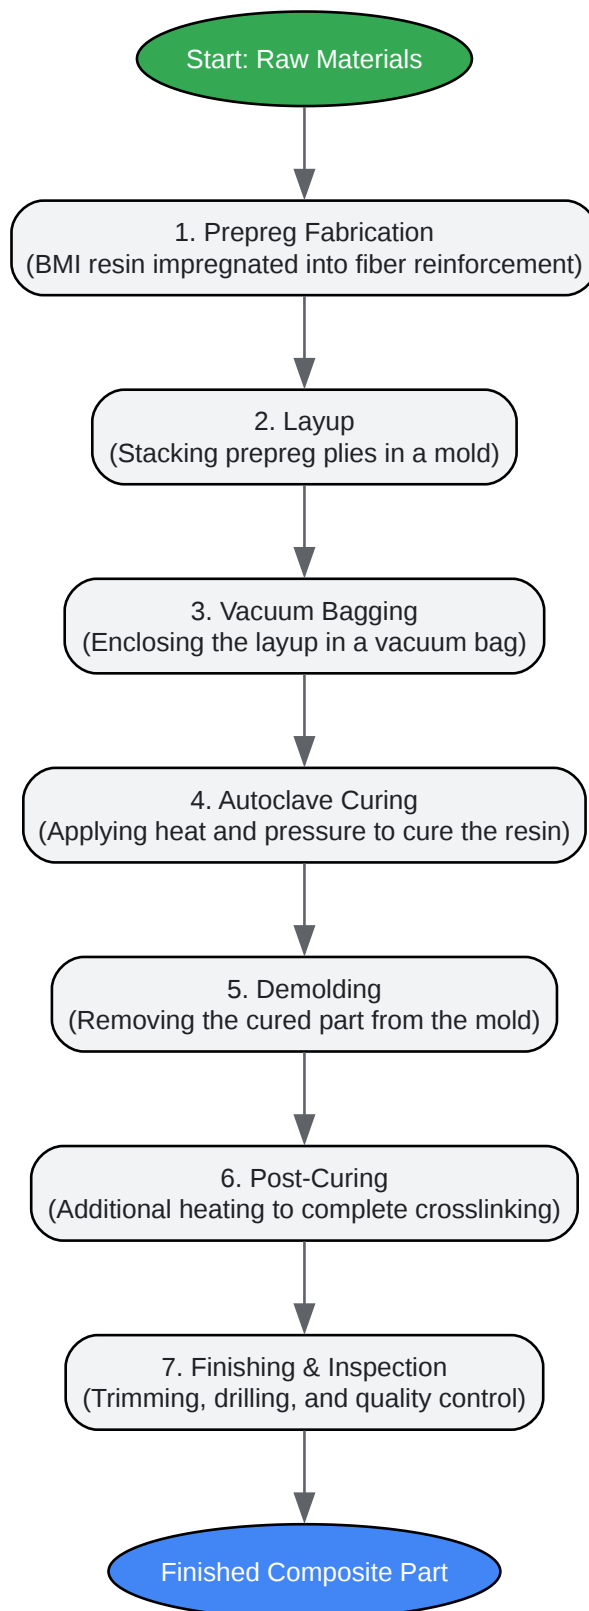 Start: Raw Materials
1. Prepreg Fabrication
(BMI resin impregnated into fiber reinforcement)
2. Layup
(Stacking prepreg plies in a mold)
3. Vacuum Bagging
(Enclosing the layup in a vacuum bag)
4. Autoclave Curing
(Applying heat and pressure to cure the resin)
5. Demolding
(Removing the cured part from the mold)
6. Post-Curing
(Additional heating to complete crosslinking)
7. Finishing & Inspection
(Trimming, drilling, and quality control)
Finished Composite Part